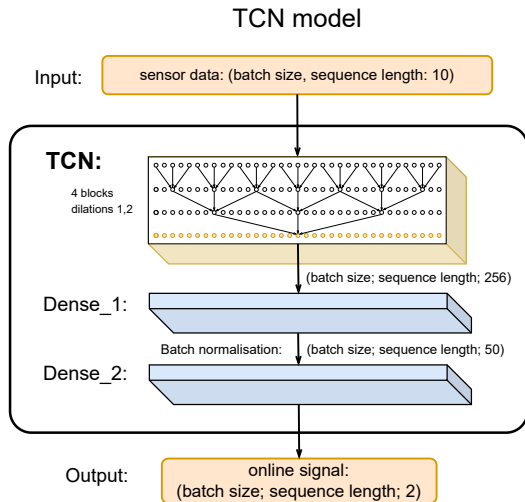 TCN model
Input:
sensor data: (batch size, sequence length: 10)
TCN:
4 blocks
dilations 1,2
(batch size; sequence length; 256)
Dense_1:
Batch normalisation: (batch size; sequence length; 50)
Dense_2:
Output:
online signal:
(batch size; sequence length; 2)